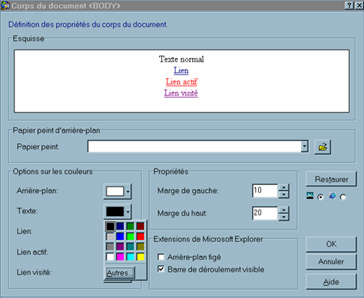 Corps du document <BODY>
Définition des propriétés du corps du document.
Esquisse
Texte normal
Lien
Lien actif
Lien visité
Papier peint d'arrière-plan
Papier peint:
Options sur les couleurs
Arrière-plan:
Texte:
Lien:
Lien actif:
Lien visité:
Autres...
Propriétés
Marge de gauche: 10
Marge du haut: 20
Extensions de Microsoft Explorer
Arrière-plan figé
Barre de déroulement visible
Restaurer
OK
Annuler
Aide